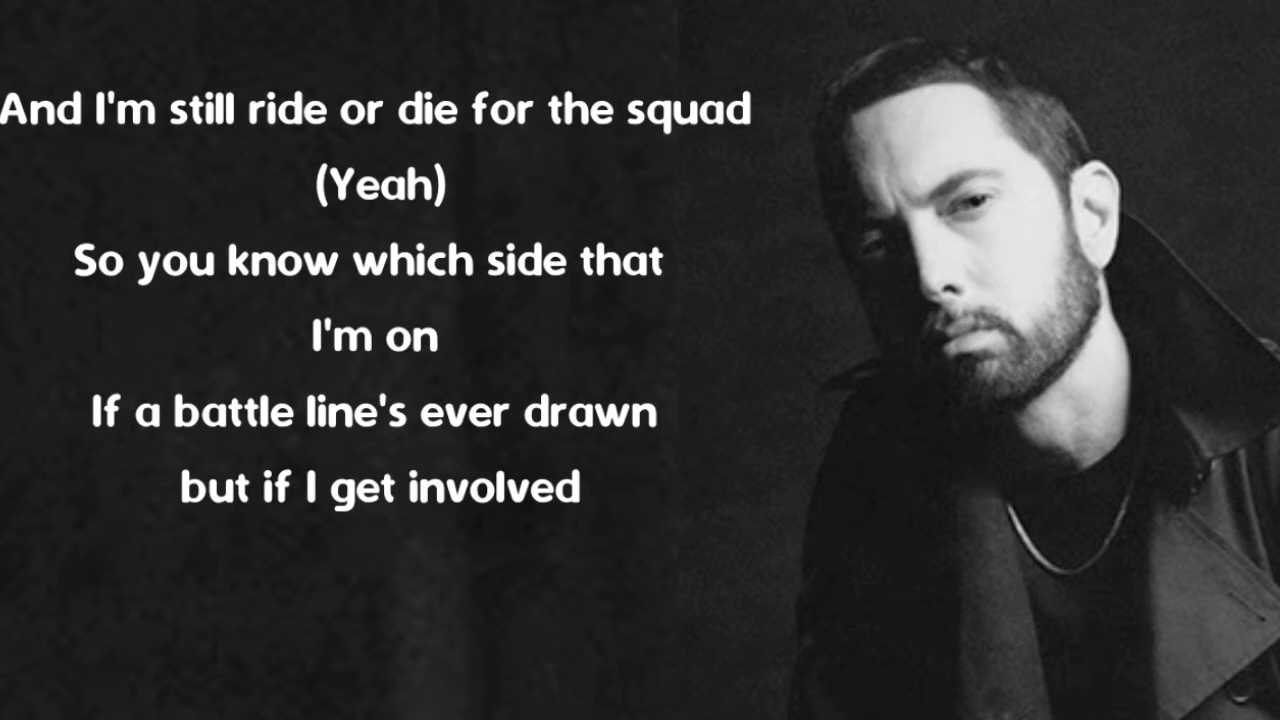 And I'm still ride or die for the squad
(Yeah)
So you know which side that
I'm on
If a battle line's ever drawn
but if I get involved